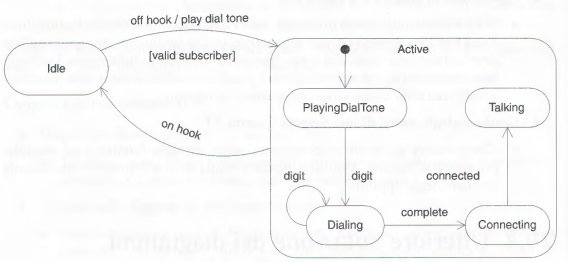 off hook / play dial tone
[valid subscriber]
Active
Idle
PlayingDialTone
Talking
on hook
digit
digit
connected
complete
Dialing
Connecting